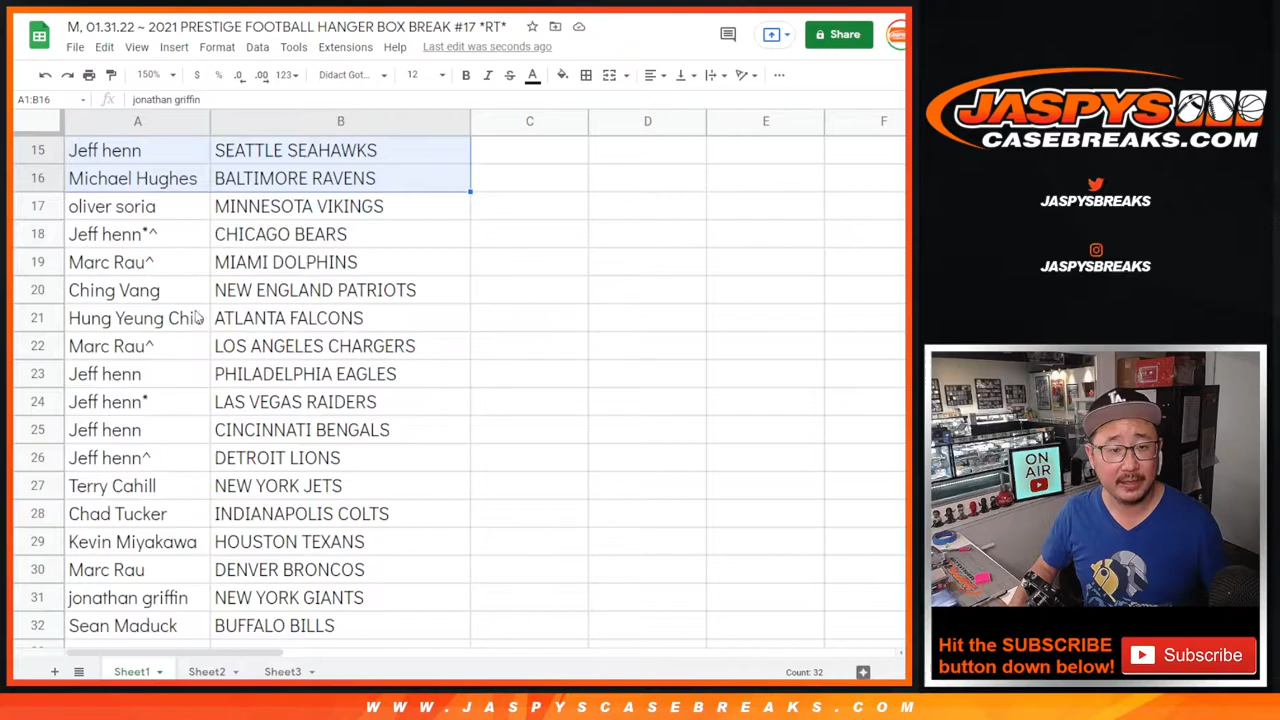 M, 01.31.22 ~ 2021 PRESTIGE FOOTBALL HANGER BOX BREAK #17 *RT*
File Edit View Insert Format Data Tools Extensions Help Last edit was seconds ago
Share
150% $ % .0 .00 123 Didact Got... 12 B I S A
A1:B16 fx jonathan griffin
A B C D E F
15 Jeff henn SEATTLE SEAHAWKS
16 Michael Hughes BALTIMORE RAVENS
17 oliver soria MINNESOTA VIKINGS
18 Jeff henn*^ CHICAGO BEARS
19 Marc Rau^ MIAMI DOLPHINS
20 Ching Vang NEW ENGLAND PATRIOTS
21 Hung Yeung Chi ATLANTA FALCONS
22 Marc Rau^ LOS ANGELES CHARGERS
23 Jeff henn PHILADELPHIA EAGLES
24 Jeff henn* LAS VEGAS RAIDERS
25 Jeff henn CINCINNATI BENGALS
26 Jeff henn^ DETROIT LIONS
27 Terry Cahill NEW YORK JETS
28 Chad Tucker INDIANAPOLIS COLTS
29 Kevin Miyakawa HOUSTON TEXANS
30 Marc Rau DENVER BRONCOS
31 jonathan griffin NEW YORK GIANTS
32 Sean Maduck BUFFALO BILLS
Sheet1 Sheet2 Sheet3 Count: 32
JASPYS
CASEBREAKS.COM
JASPYSBREAKS
JASPYSBREAKS
ON
AIR
LA
Hit the SUBSCRIBE
button down below!
Subscribe
WWW.JASPYSCASEBREAKS.COM